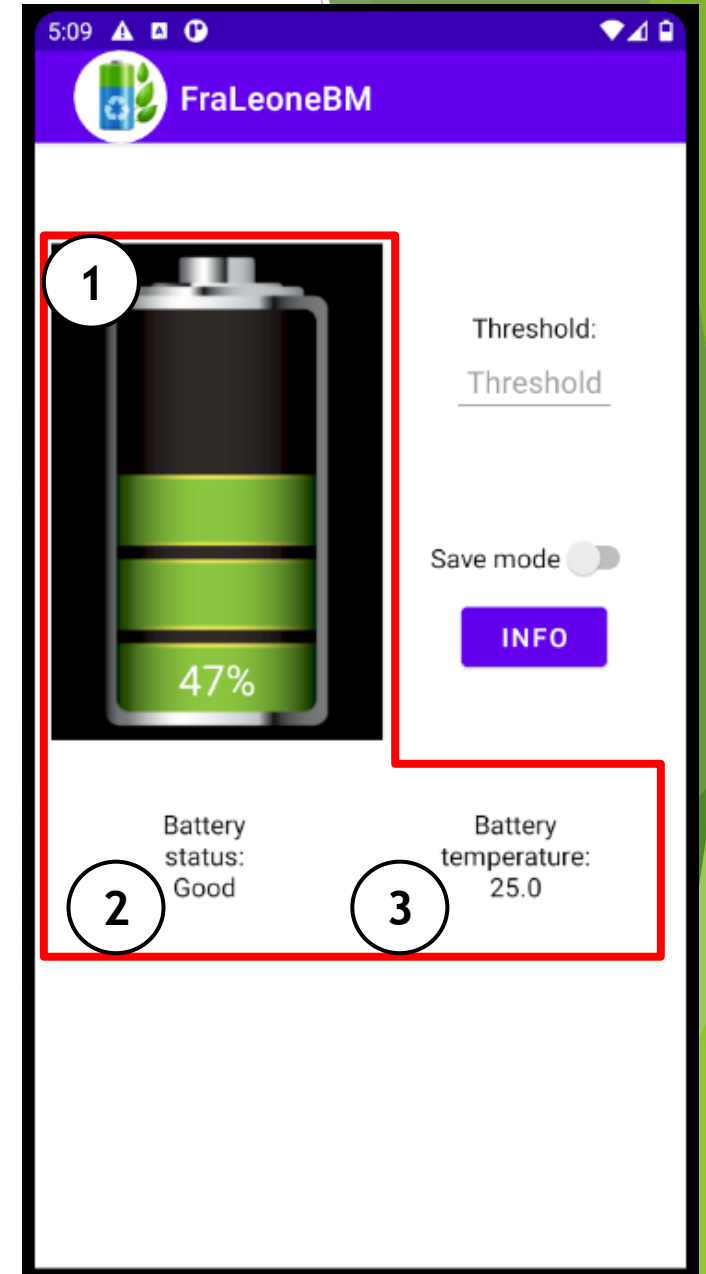 5:09
FraLeoneBM
1
Threshold:
Threshold
Save mode
INFO
47%
Battery
status:
Good
2
Battery
temperature:
25.0
3